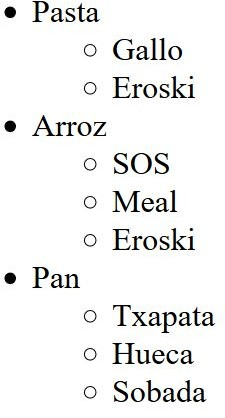 Pasta
Gallo
Eroski
Arroz
SOS
Meal
Eroski
Pan
Txapata
Hueca
Sobada